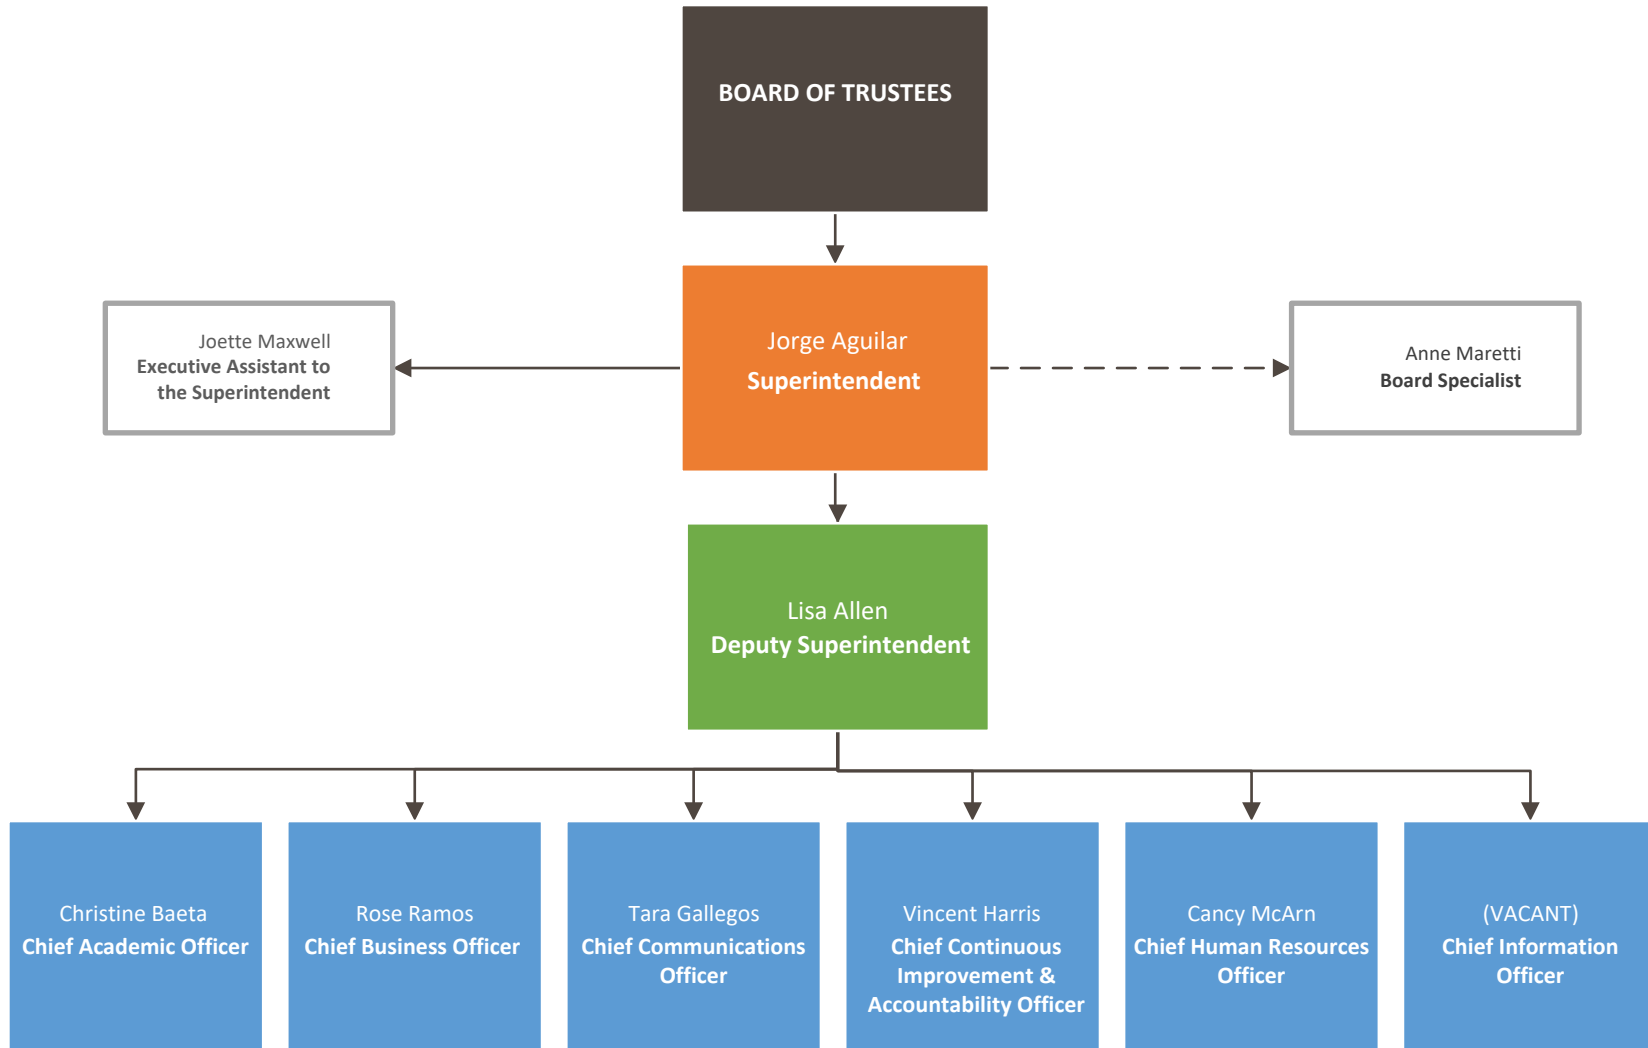 BOARD OF TRUSTEES
Jorge Aguilar
Superintendent
Joette Maxwell
Executive Assistant to
the Superintendent
Anne Maretti
Board Specialist
Lisa Allen
Deputy Superintendent
Christine Baeta
Chief Academic Officer
Rose Ramos
Chief Business Officer
Tara Gallegos
Chief Communications
Officer
Vincent Harris
Chief Continuous
Improvement &
Accountability Officer
Cancy McArn
Chief Human Resources
Officer
(VACANT)
Chief Information
Officer